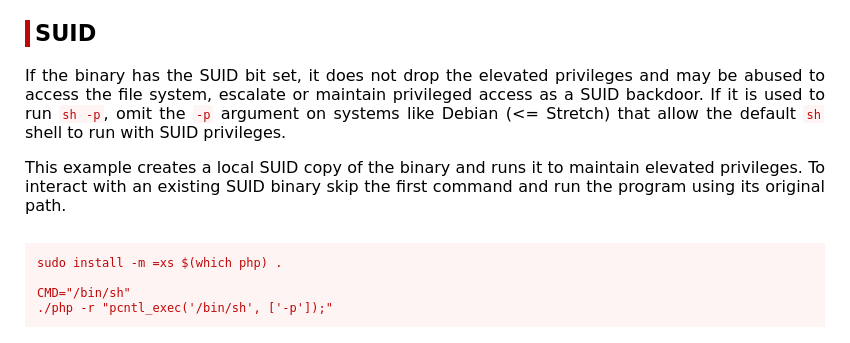 SUID
If the binary has the SUID bit set, it does not drop the elevated privileges and may be abused to
access the file system, escalate or maintain privileged access as a SUID backdoor. If it is used to
run sh -p, omit the -p argument on systems like Debian (<= Stretch) that allow the default sh
shell to run with SUID privileges.
This example creates a local SUID copy of the binary and runs it to maintain elevated privileges. To
interact with an existing SUID binary skip the first command and run the program using its original
path.
sudo install -m =xs $(which php) .
CMD="/bin/sh"
./php -r "pcntl_exec('/bin/sh', ['-p']);"